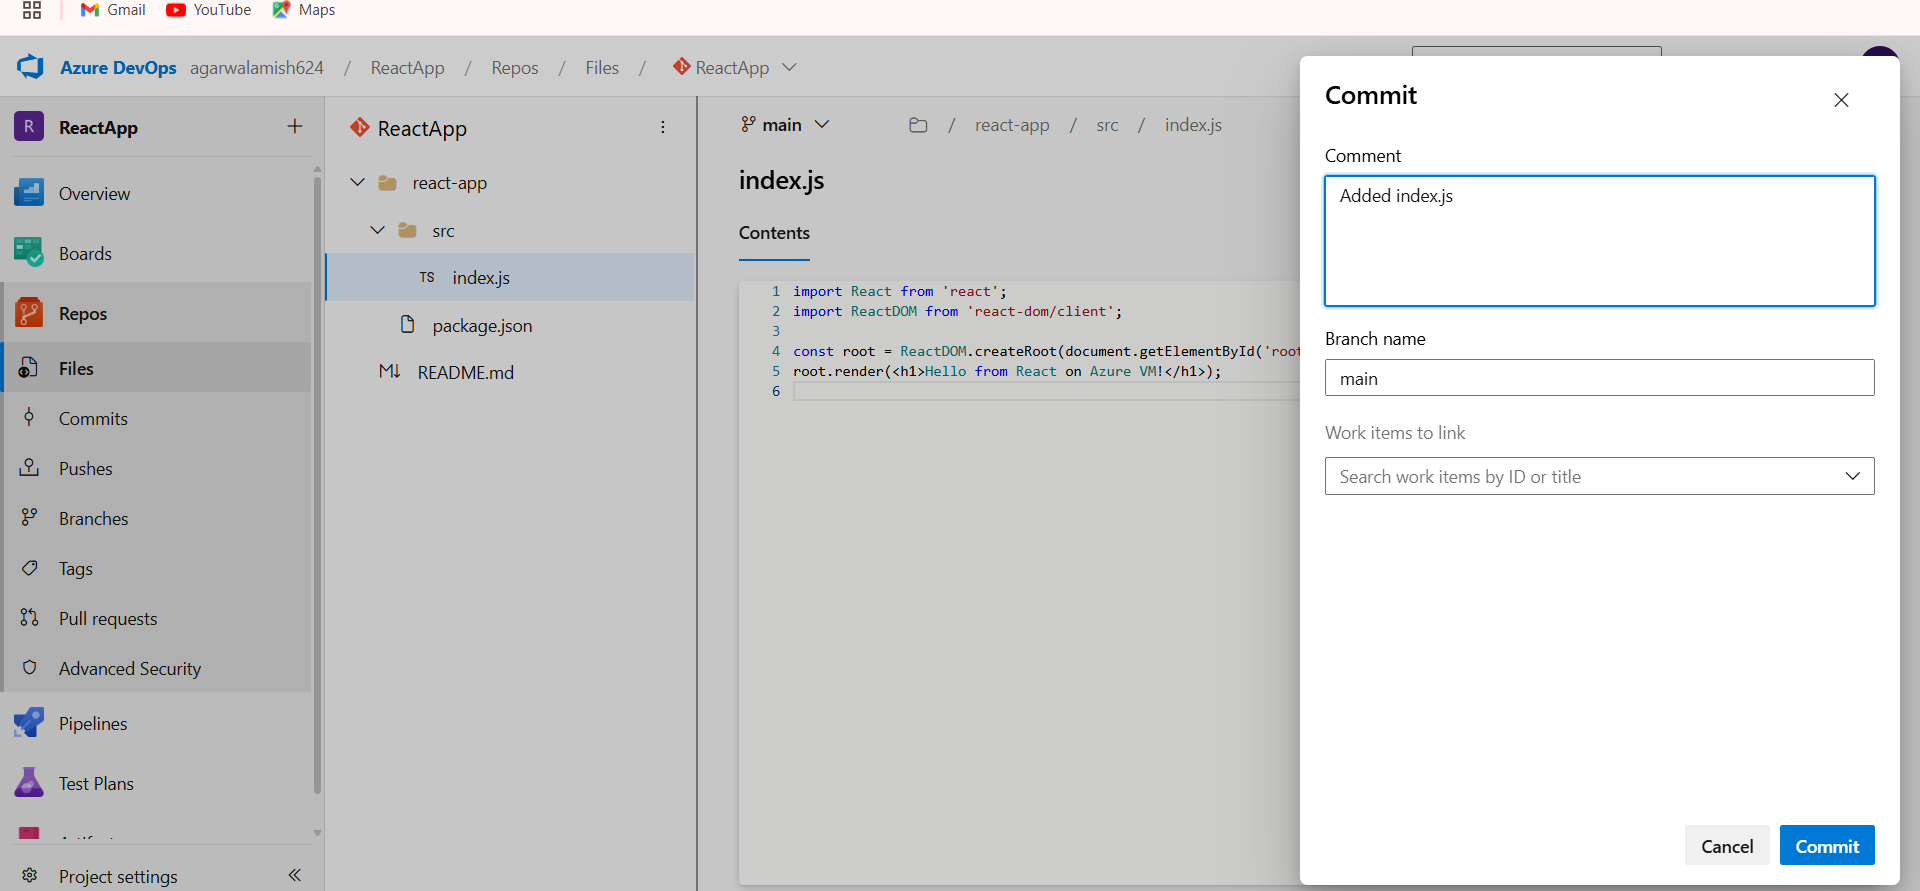 Gmail
YouTube
Maps
Azure DevOps agarwalamish624 / ReactApp / Repos / Files / ReactApp
R ReactApp
Overview
Boards
Repos
Files
Commits
Pushes
Branches
Tags
Pull requests
Advanced Security
Pipelines
Test Plans
Project settings
ReactApp
react-app
src
TS index.js
package.json
M↓ README.md
main
/ react-app / src / index.js
index.js
Contents
1 import React from 'react';
2 import ReactDOM from 'react-dom/client';
3
4 const root = ReactDOM.createRoot(document.getElementById('root
5 root.render(<h1>Hello from React on Azure VM!</h1>);
6
Commit
Comment
Added index.js
Branch name
main
Work items to link
Search work items by ID or title
Cancel
Commit